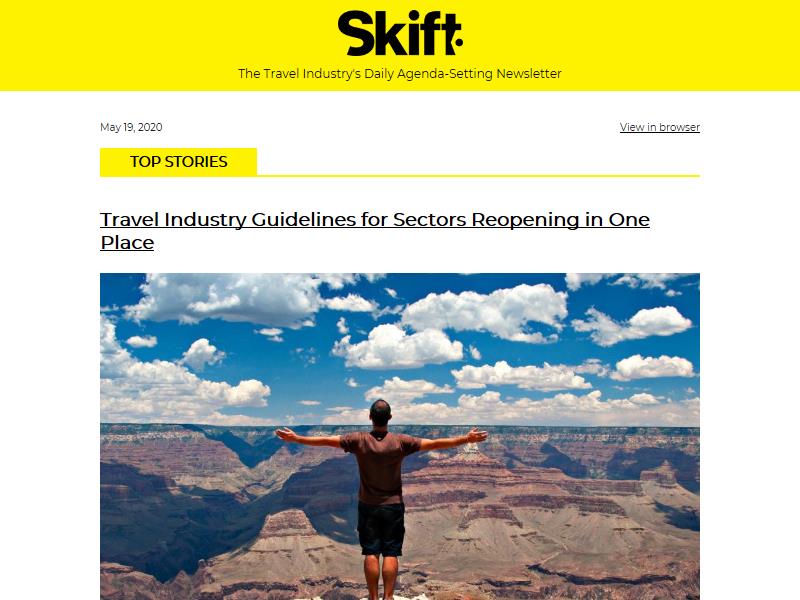 Skift
The Travel Industry's Daily Agenda-Setting Newsletter
May 19, 2020
View in browser
TOP STORIES
Travel Industry Guidelines for Sectors Reopening in One
Place